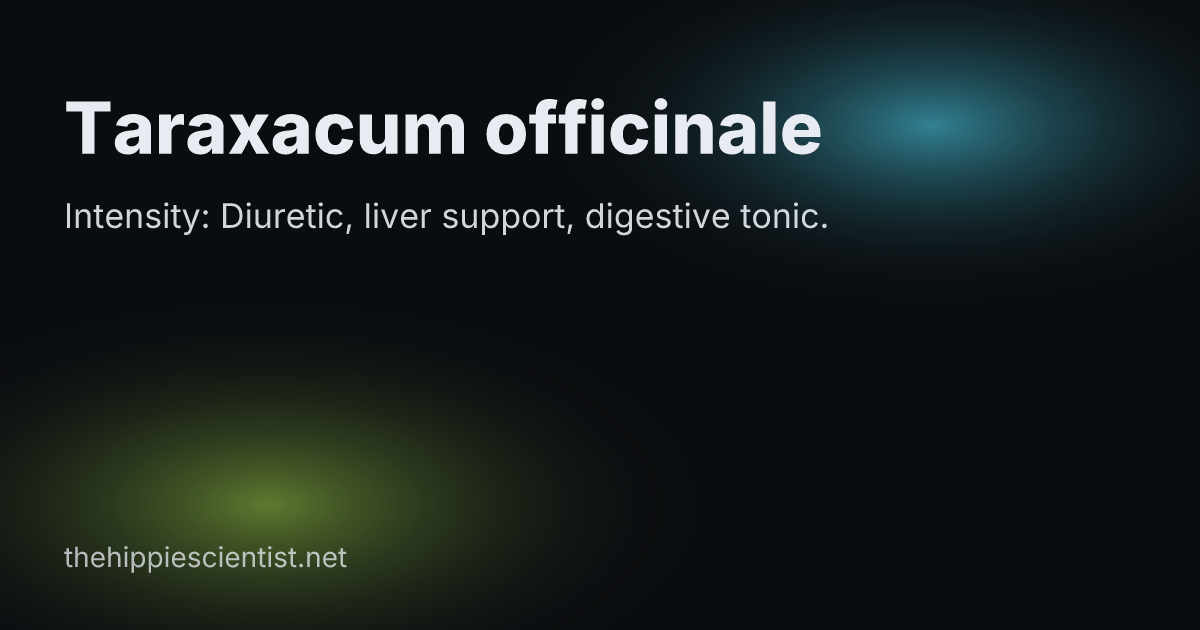 Taraxacum officinale
Intensity: Diuretic, liver support, digestive tonic.
thehippiescientist.net